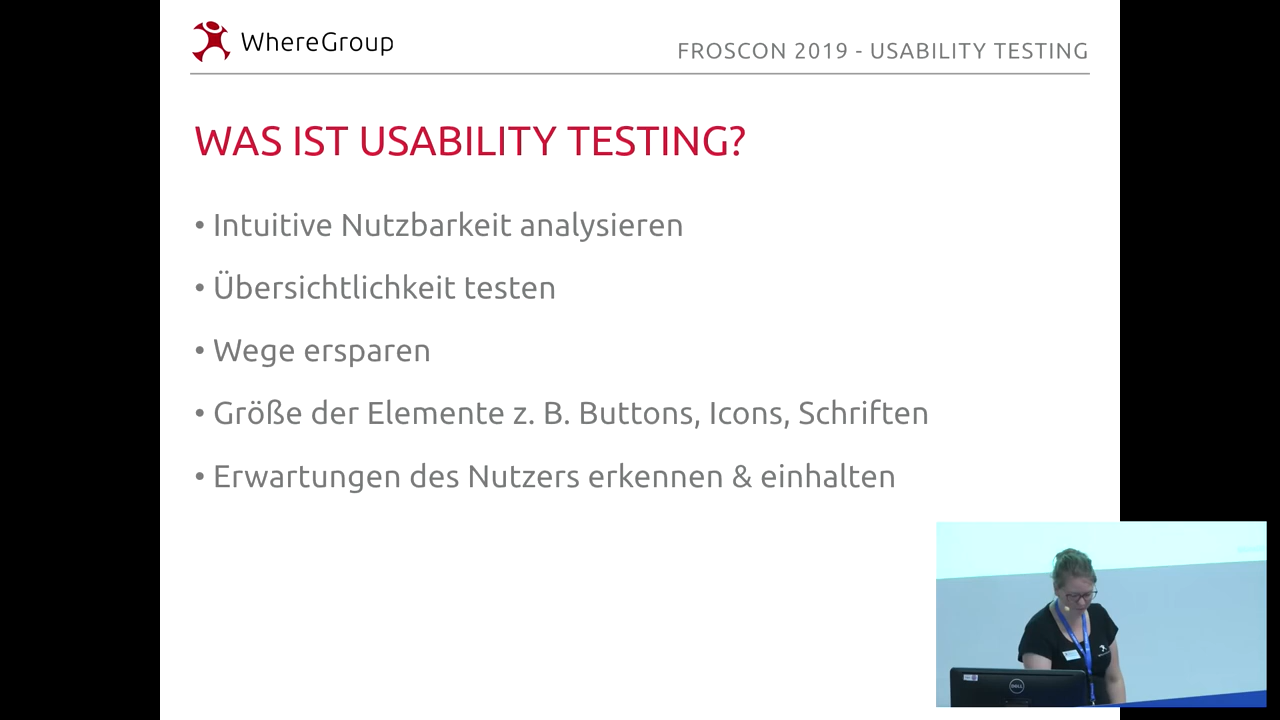 WhereGroup
FROSCON 2019 - USABILITY TESTING
WAS IST USABILITY TESTING?
• Intuitive Nutzbarkeit analysieren
• Übersichtlichkeit testen
• Wege ersparen
• Größe der Elemente z. B. Buttons, Icons, Schriften
• Erwartungen des Nutzers erkennen & einhalten
DELL